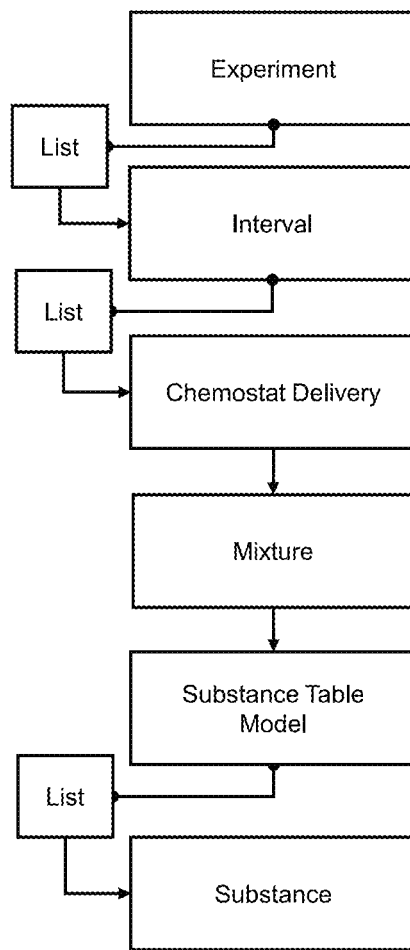 Experiment
List
Interval
List
Chemostat Delivery
Mixture
Substance Table
Model
List
Substance